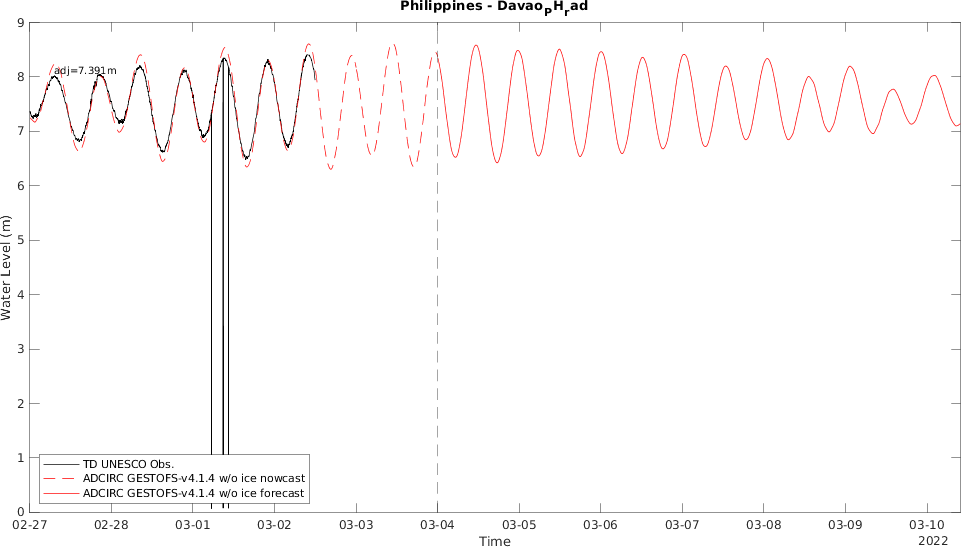 Philippines - DavaoPHrad
9
8
7
6
5
4
3
2
1
0
Water Level (m)
adj=7.391m
TD UNESCO Obs.
ADCIRC GESTOFS-v4.1.4 w/o ice nowcast
ADCIRC GESTOFS-v4.1.4 w/o ice forecast
02-27 02-28 03-01 03-02 03-03 03-04 03-05 03-06 03-07 03-08 03-09 03-10
Time
2022